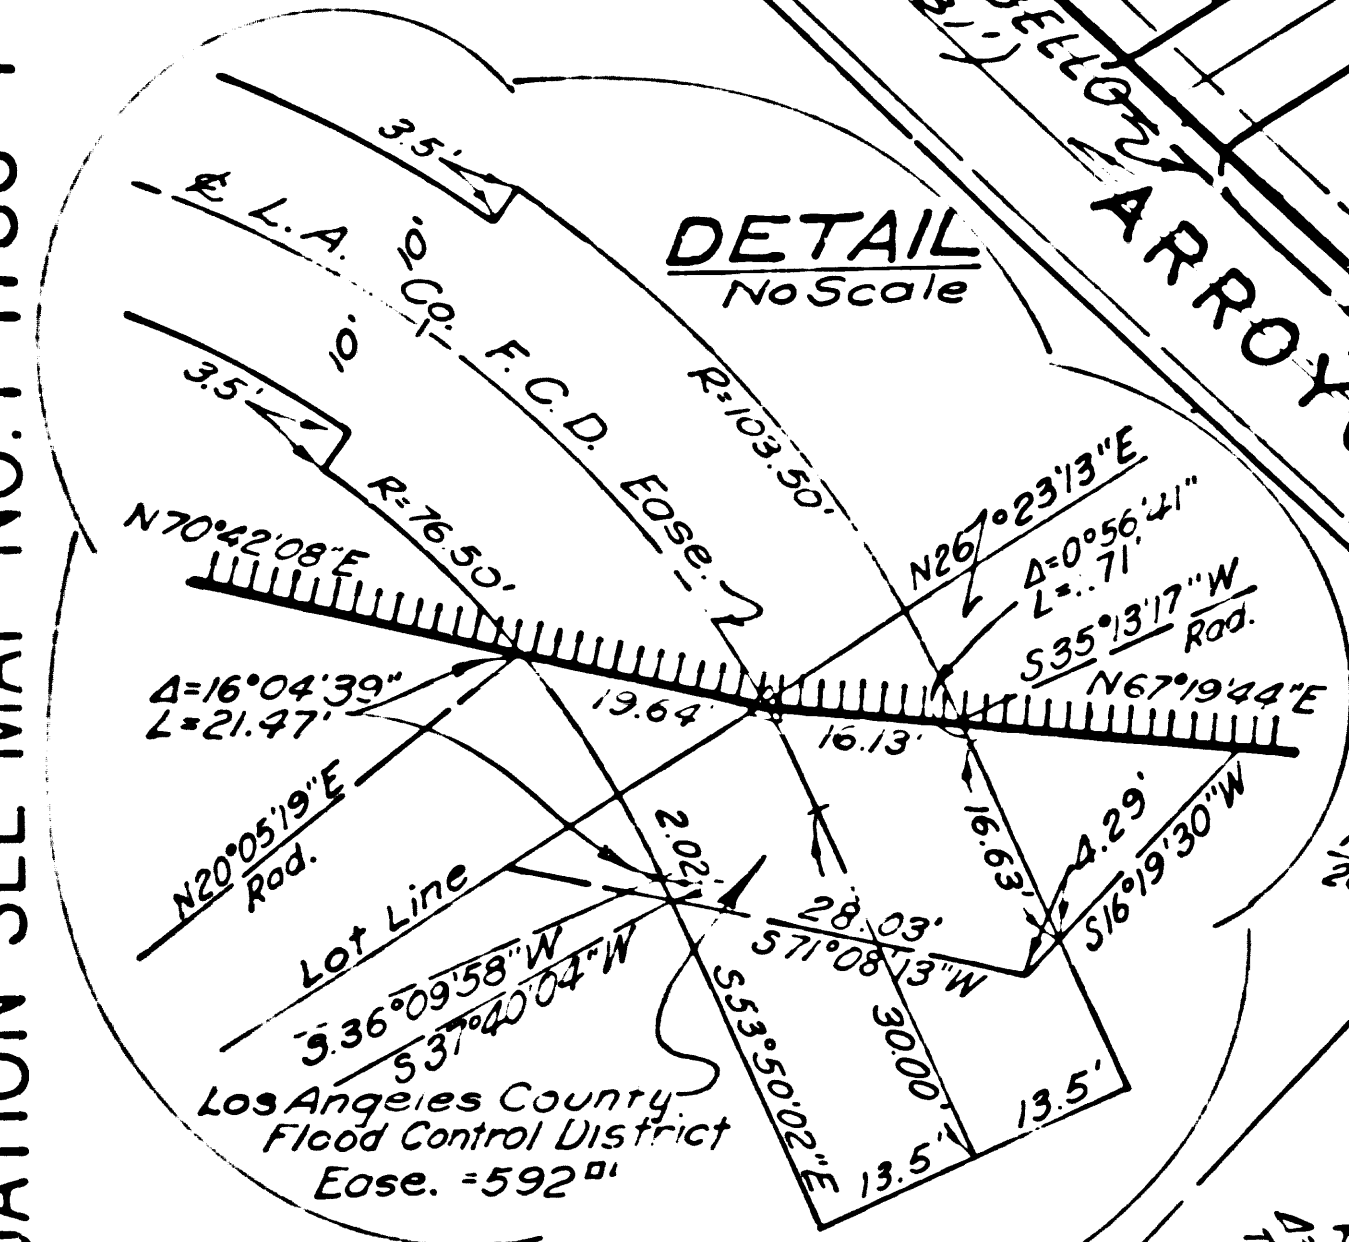 DETAIL
No Scale
3.5'
℄ L.A. Co. F.C.D. Ease.
10'
10'
3.5'
R=103.50'
R=76.50'
N70°42'08"E
N26°23'13"E
Δ=0°56'41"
L=.71'
S35°13'17"W
Rad.
N67°19'44"E
Δ=16°04'39"
L=21.47'
19.64'
16.13'
N20°05'19"E
Rad.
2.02'
16.63'
4.29'
S16°19'30"W
Lot Line
28.03'
S71°08'13"W
S.36°09'58"W
S37°40'04"W
S53°50'02"E
30.00'
13.5'
13.5'
Los Angeles County
Flood Control District
Ease. =592□'
ARROY